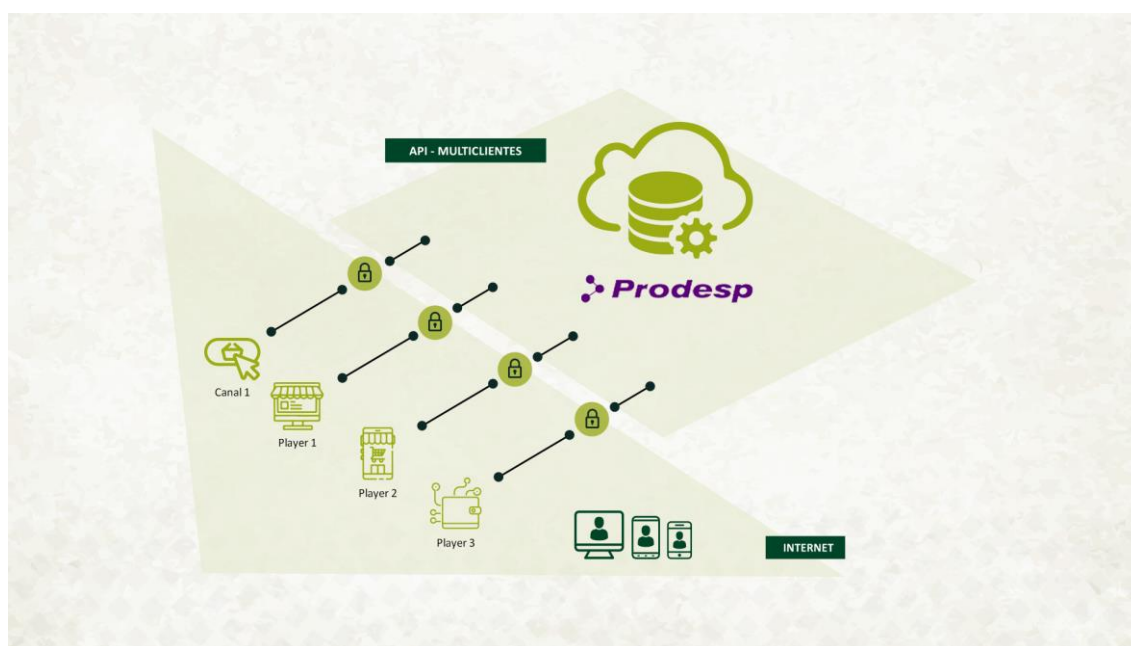 API - MULTICLIENTES
Prodesp
Canal 1
Player 1
Player 2
Player 3
INTERNET